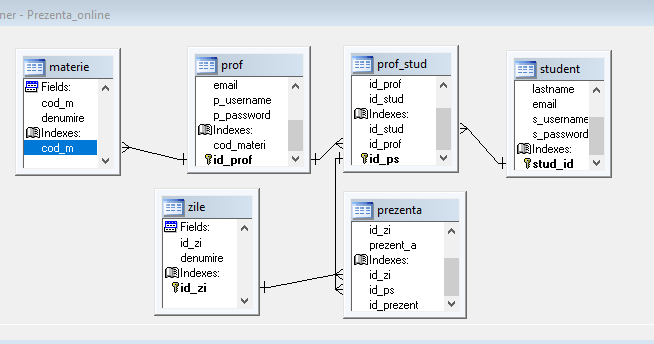 ner - Prezenta_online
materie
Fields:
cod_m
denumire
Indexes:
cod_m
prof
email
p_username
p_password
Indexes:
cod_materi
id_prof
prof_stud
id_prof
id_stud
Indexes:
id_stud
id_prof
id_ps
student
lastname
email
s_username
s_password
Indexes:
stud_id
zile
Fields:
id_zi
denumire
Indexes:
id_zi
prezenta
id_zi
prezent_a
Indexes:
id_zi
id_ps
id_prezent